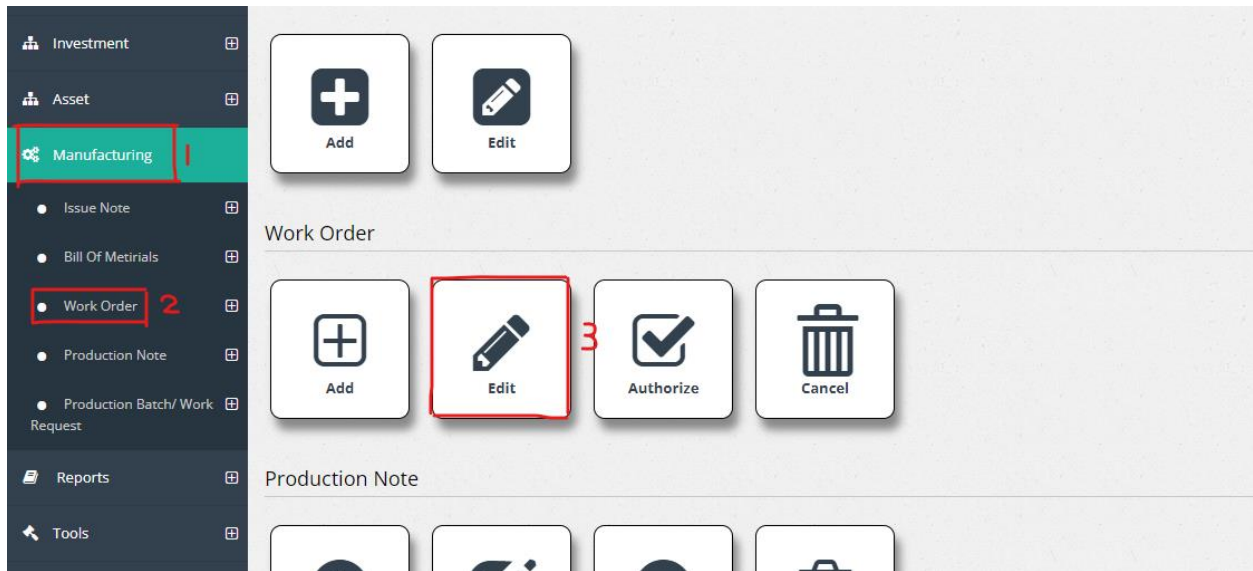 Investment
Asset
Manufacturing
1
Issue Note
Bill Of Metirials
Work Order
2
Production Note
Production Batch/ Work
Request
Reports
Tools
Add
Edit
Work Order
Add
Edit
3
Authorize
Cancel
Production Note